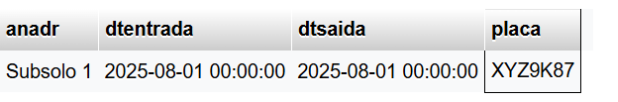 anadr dtentrada dtsaida placa
Subsolo 1 2025-08-01 00:00:00 2025-08-01 00:00:00 XYZ9K87